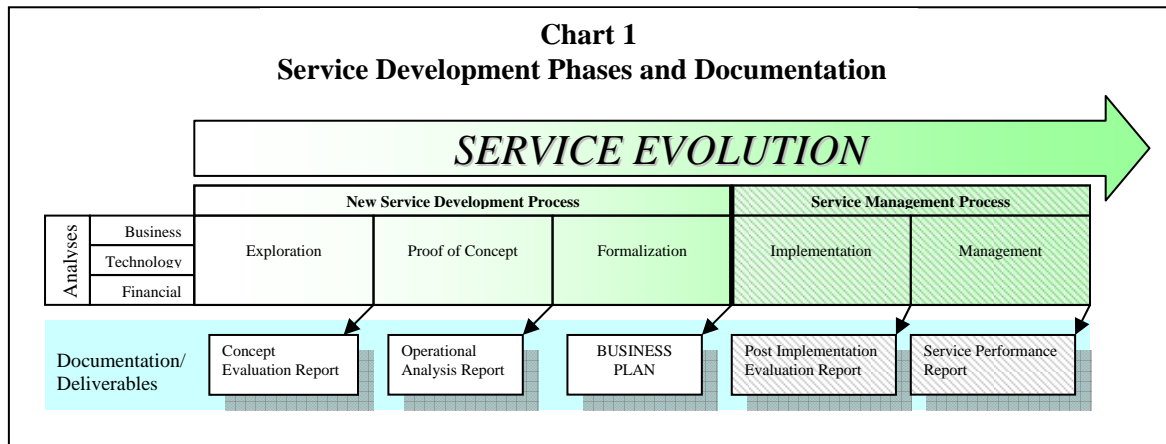 Chart 1
Service Development Phases and Documentation
SERVICE EVOLUTION
New Service Development Process
Service Management Process
Analyses
Business
Technology
Financial
Exploration
Proof of Concept
Formalization
Implementation
Management
Documentation/
Deliverables
Concept
Evaluation Report
Operational
Analysis Report
BUSINESS
PLAN
Post Implementation
Evaluation Report
Service Performance
Report